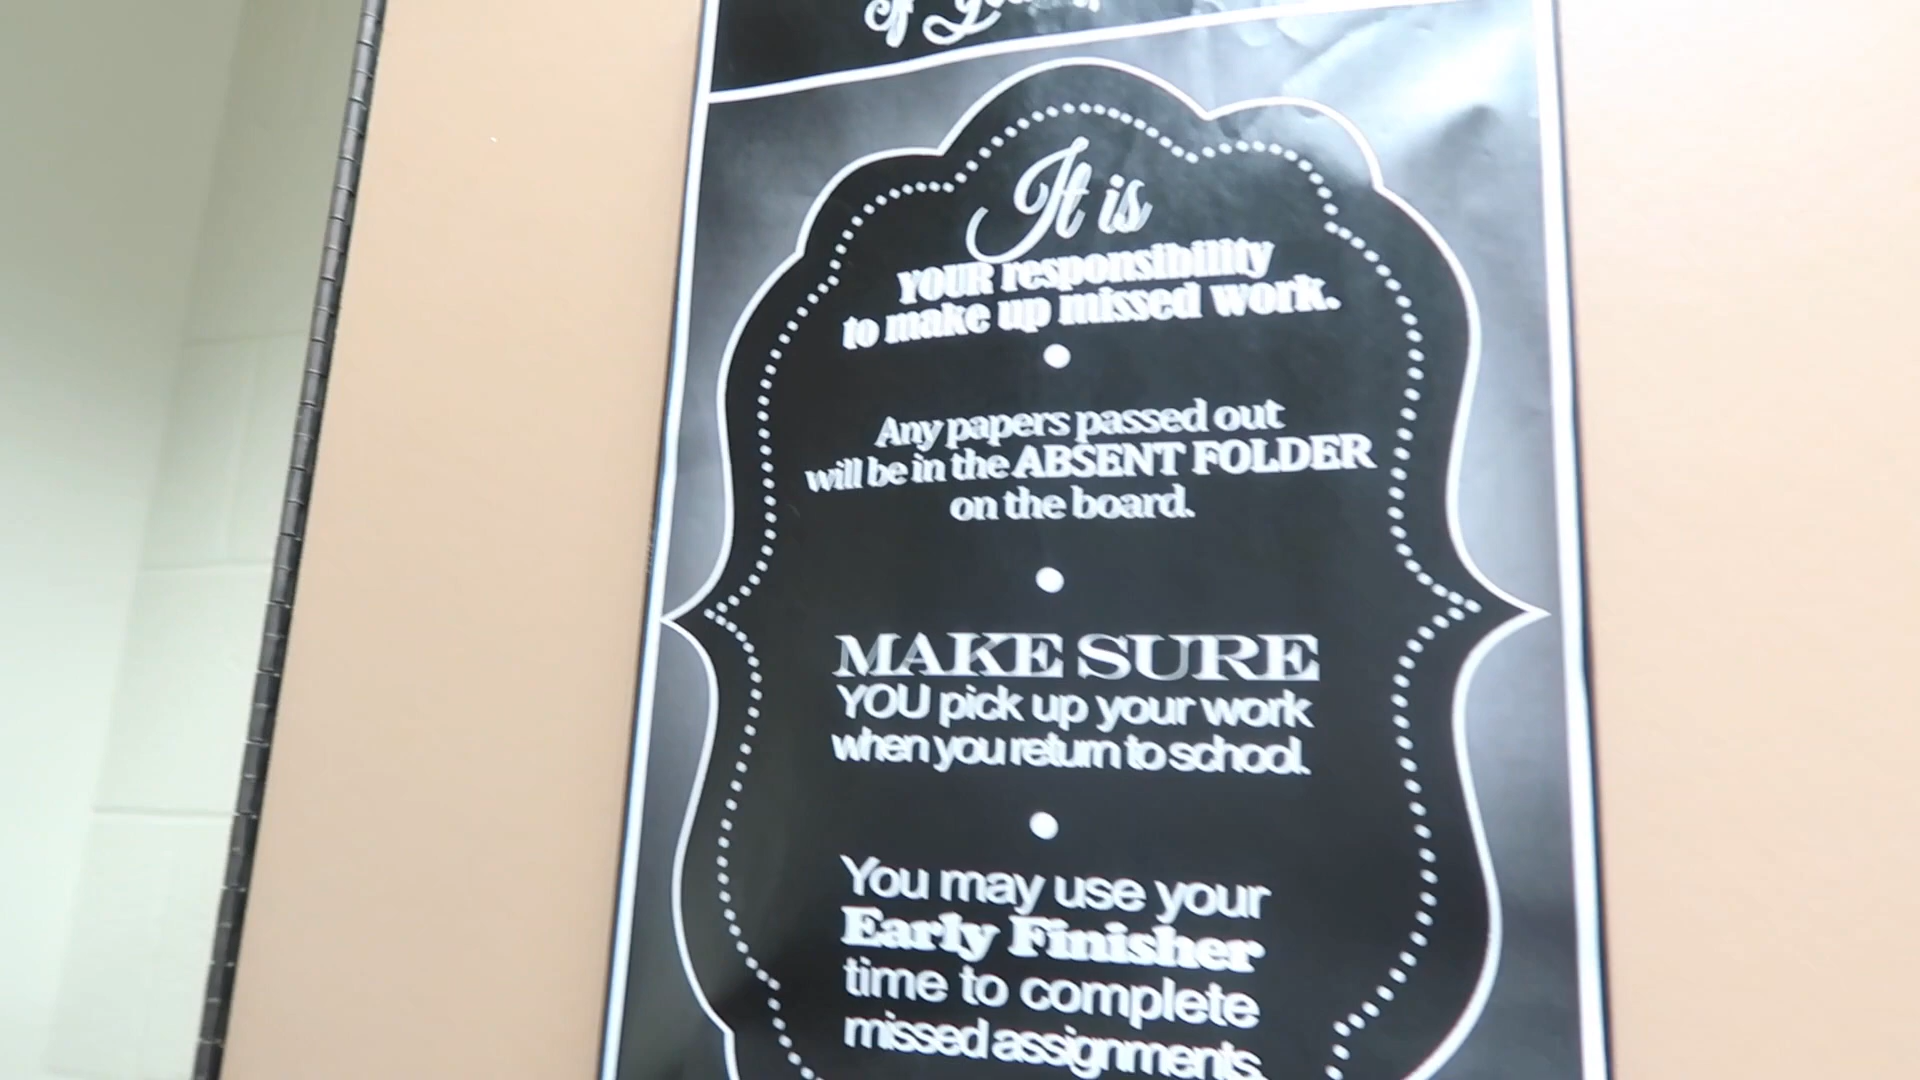 of
It is
YOUR responsibility
to make up missed work.
Any papers passed out
will be in the ABSENT FOLDER
on the board.
MAKE SURE
YOU pick up your work
when you return to school.
You may use your
Early Finisher
time to complete
missed assignments.